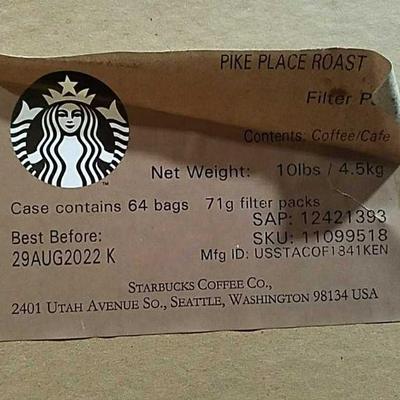 PIKE PLACE ROAST
Filter P
Contents: Coffee/Cafe
Net Weight: 10lbs / 4.5kg
Case contains 64 bags 71g filter packs
SAP: 12421393
Best Before:
SKU: 11099518
29AUG2022 K
Mfg ID: USSTACOF1341KEN
STARBUCKS COFFEE CO.,
2401 UTAH AVENUE SO., SEATTLE, WASHINGTON 98134 USA
TM